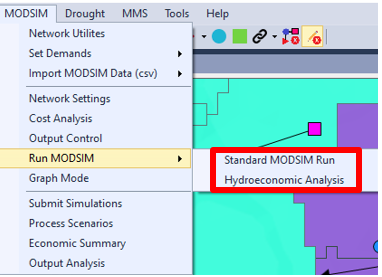 MODSIM Drought MMS Tools Help
Network Utilites
Set Demands
Import MODSIM Data (csv)
Network Settings
Cost Analysis
Output Control
Run MODSIM
Standard MODSIM Run
Hydroeconomic Analysis
Graph Mode
Submit Simulations
Process Scenarios
Economic Summary
Output Analysis